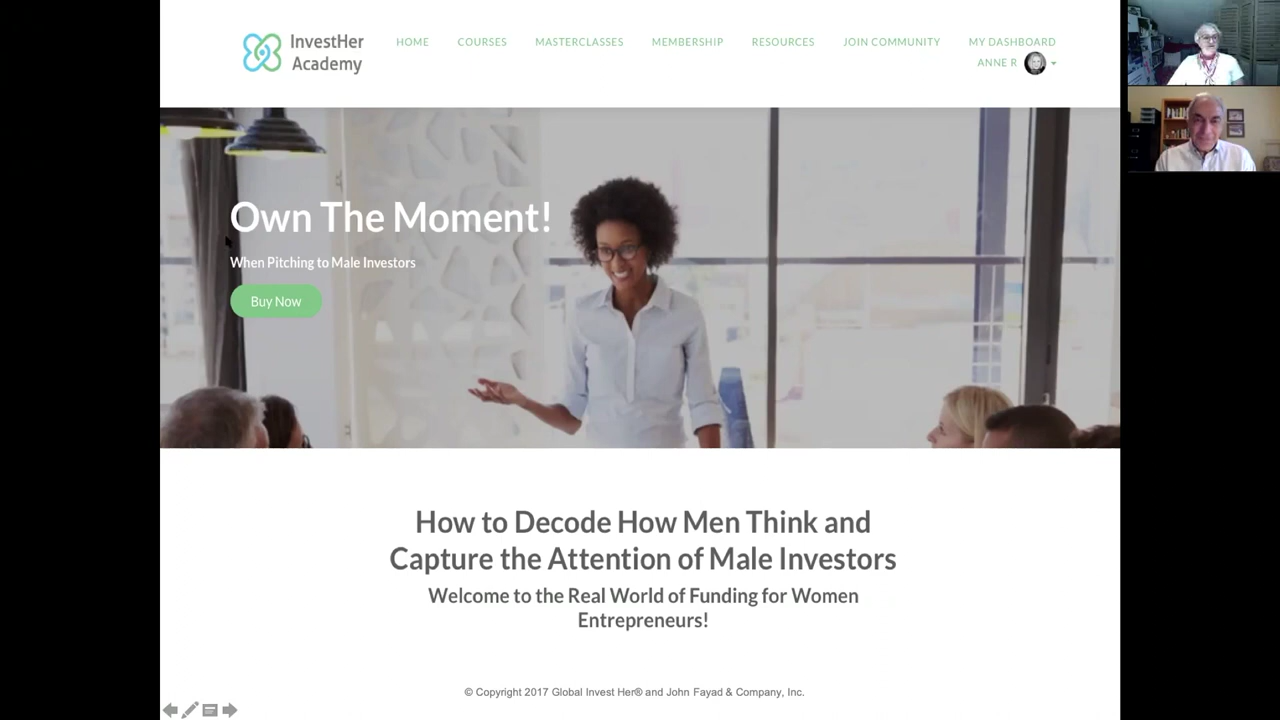 InvestHer
Academy
HOME COURSES MASTERCLASSES MEMBERSHIP RESOURCES JOIN COMMUNITY MY DASHBOARD
ANNE R
Own The Moment!
When Pitching to Male Investors
Buy Now
How to Decode How Men Think and
Capture the Attention of Male Investors
Welcome to the Real World of Funding for Women
Entrepreneurs!
© Copyright 2017 Global Invest Her® and John Fayad & Company, Inc.